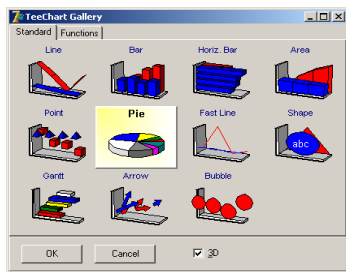 TeeChart Gallery
Standard Functions
Line Bar Horiz. Bar Area
Point Pie Fast Line Shape
abc
Gantt Arrow Bubble
OK Cancel 3D